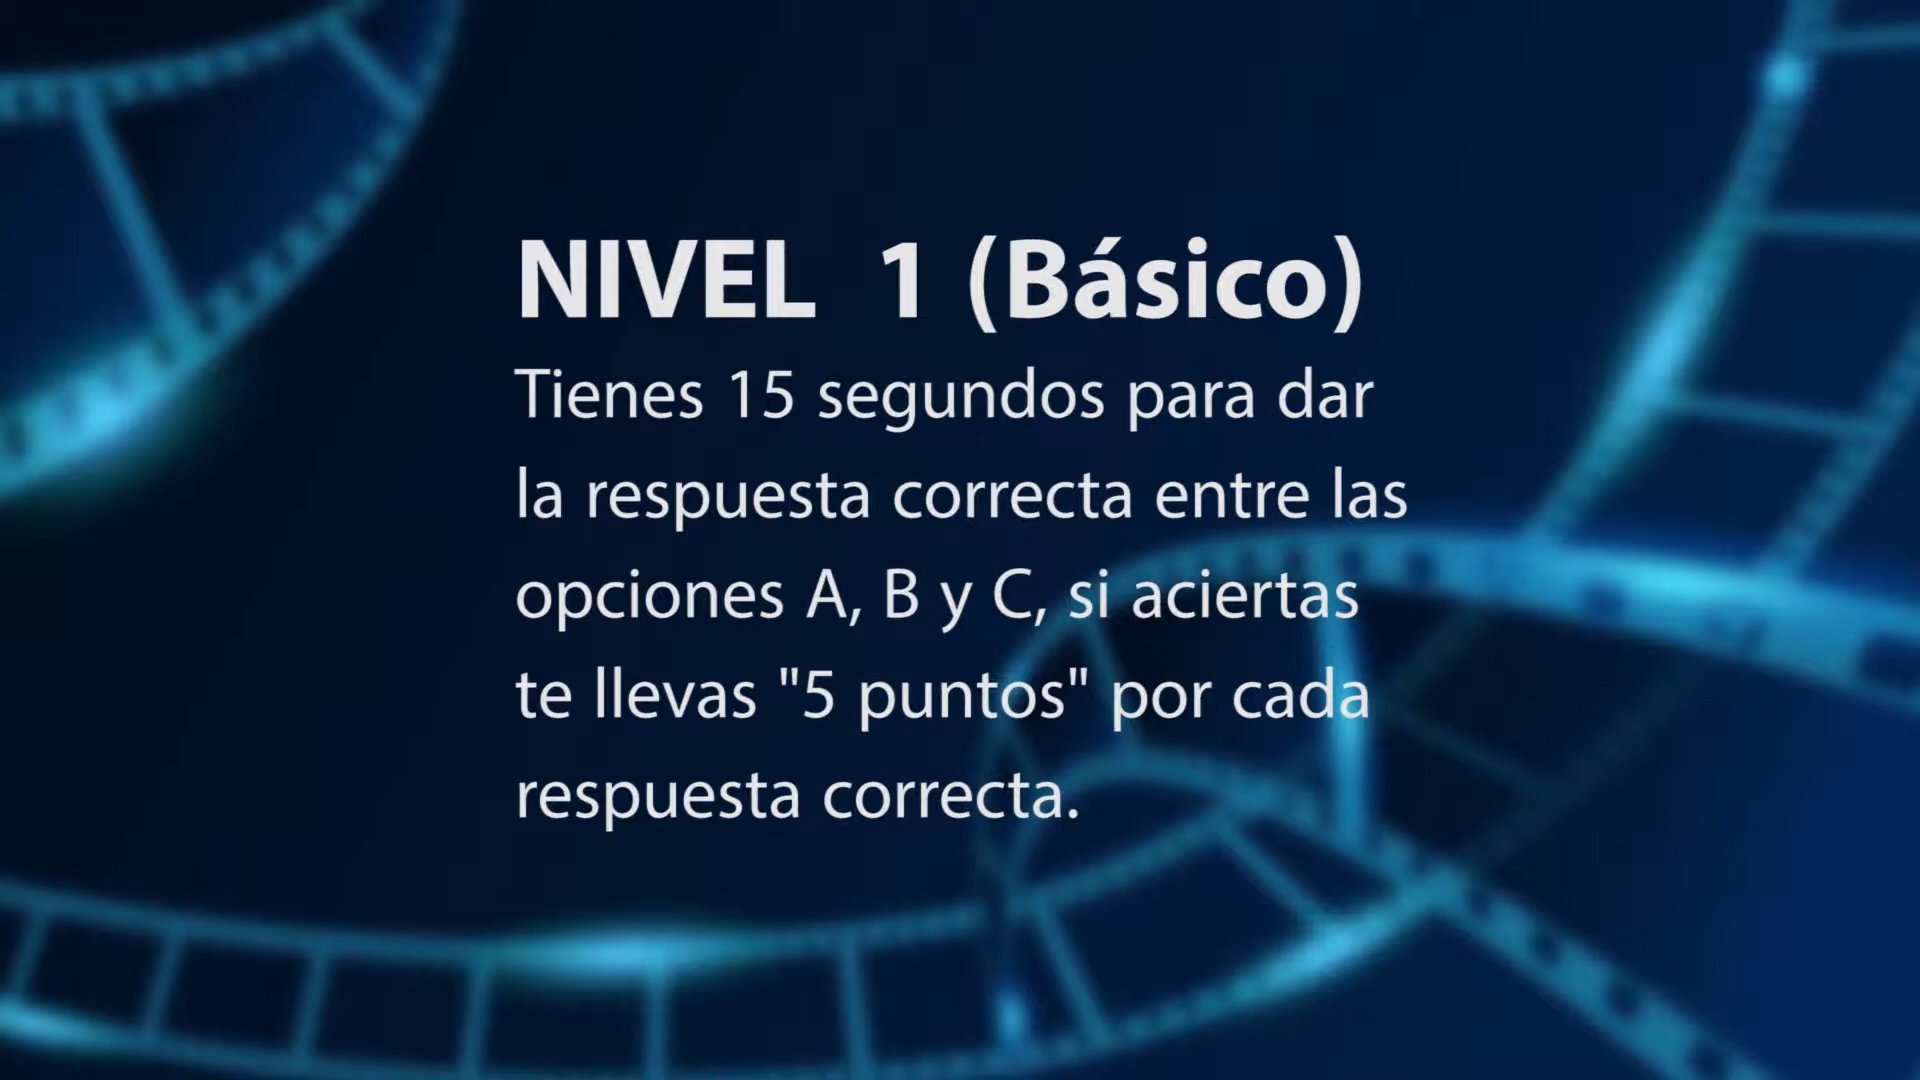 NIVEL 1 (Básico)
Tienes 15 segundos para dar
la respuesta correcta entre las
opciones A, B y C, si aciertas
te llevas "5 puntos" por cada
respuesta correcta.